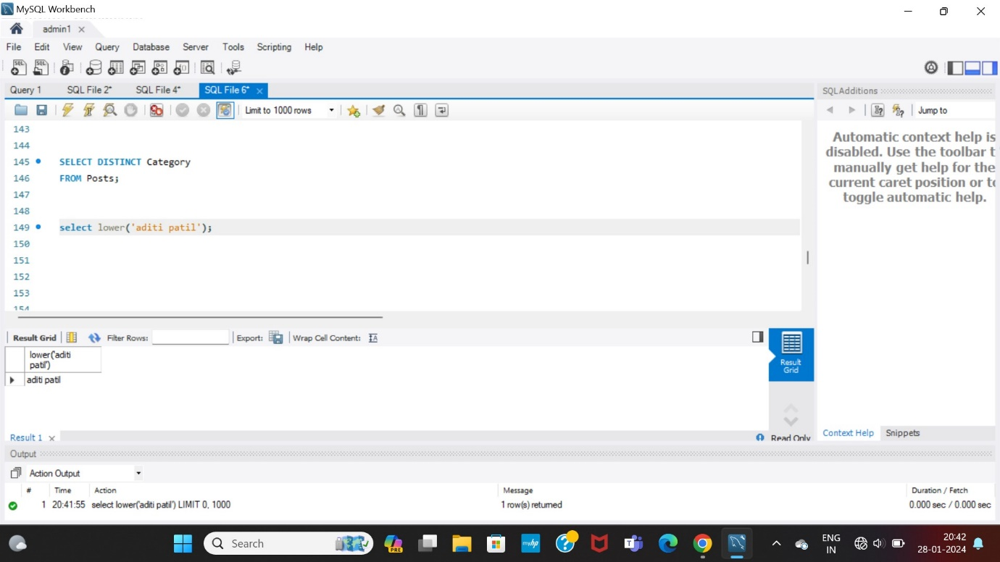 MySQL Workbench
admin1
File Edit View Query Database Server Tools Scripting Help
Query 1 SQL File 2* SQL File 4* SQL File 6*
SQLAdditions
Limit to 1000 rows
Jump to
143
144
145 SELECT DISTINCT Category
146 FROM Posts;
147
148
149 select lower('aditi patil');
150
151
152
153
154
Automatic context help is
disabled. Use the toolbar t
manually get help for the
current caret position or to
toggle automatic help.
Result Grid Filter Rows: Export: Wrap Cell Content:
lower('aditi
patil')
aditi patil
Result
Grid
Result 1
Read Only
Context Help Snippets
Output
Action Output
# Time Action Message Duration / Fetch
1 20:41:55 select lower('aditi patil') LIMIT 0, 1000 1 row(s) returned 0.000 sec / 0.000 sec
Search
PRE
myhp
ENG
IN
20:42
28-01-2024